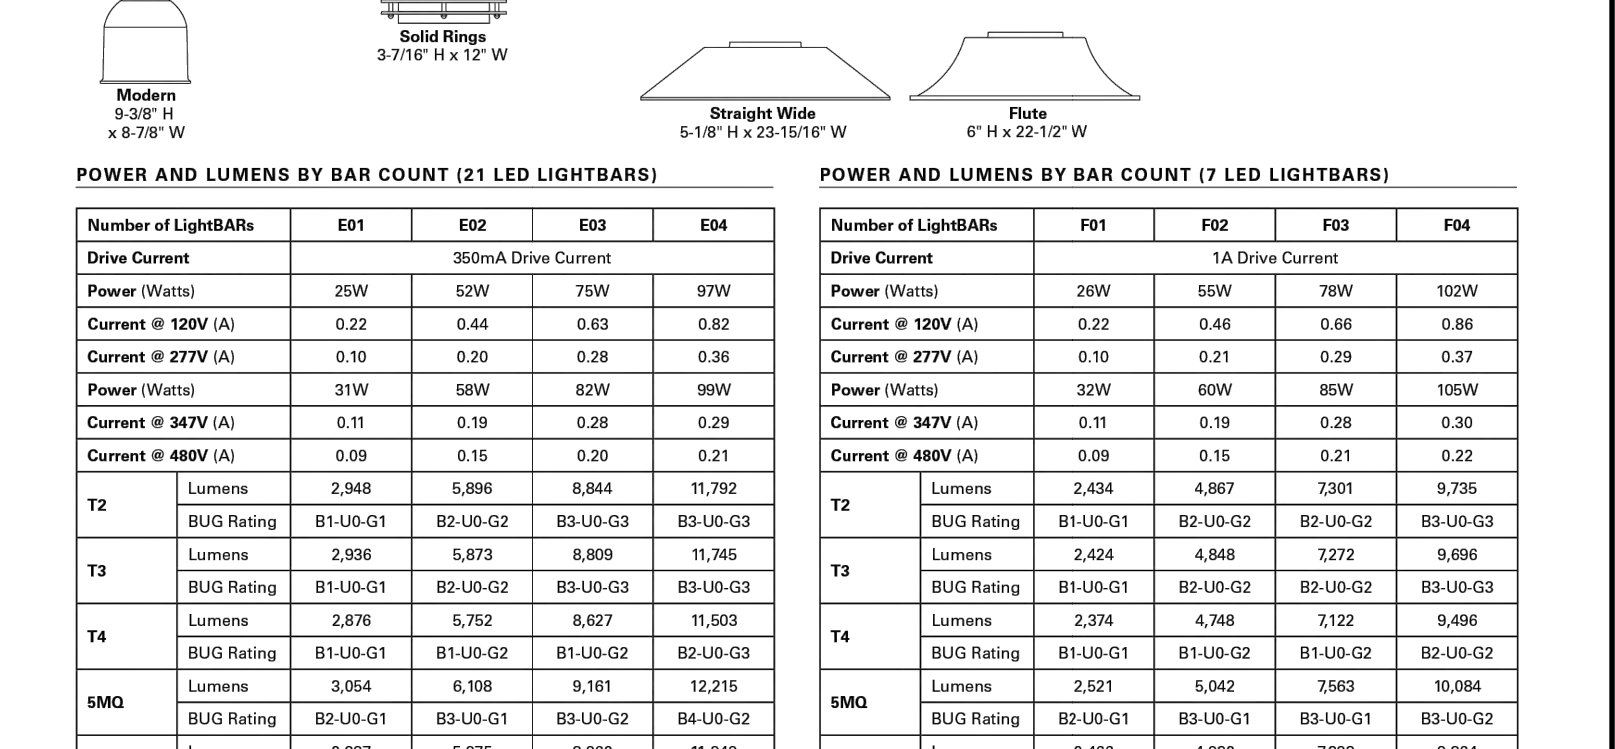 Solid Rings
3-7/16" H x 12" W
Modern
9-3/8" H
x 8-7/8" W
Straight Wide
5-1/8" H x 23-15/16" W
Flute
6" H x 22-1/2" W
POWER AND LUMENS BY BAR COUNT (21 LED LIGHTBARS)
Number of LightBARs E01 E02 E03 E04
Drive Current 350mA Drive Current
Power (Watts) 25W 52W 75W 97W
Current @ 120V (A) 0.22 0.44 0.63 0.82
Current @ 277V (A) 0.10 0.20 0.28 0.36
Power (Watts) 31W 58W 82W 99W
Current @ 347V (A) 0.11 0.19 0.28 0.29
Current @ 480V (A) 0.09 0.15 0.20 0.21
T2
Lumens 2,948 5,896 8,844 11,792
BUG Rating B1-U0-G1 B2-U0-G2 B3-U0-G3 B3-U0-G3
T3
Lumens 2,936 5,873 8,809 11,745
BUG Rating B1-U0-G1 B2-U0-G2 B3-U0-G3 B3-U0-G3
T4
Lumens 2,876 5,752 8,627 11,503
BUG Rating B1-U0-G1 B1-U0-G2 B1-U0-G2 B2-U0-G3
5MQ
Lumens 3,054 6,108 9,161 12,215
BUG Rating B2-U0-G1 B3-U0-G1 B3-U0-G2 B4-U0-G2
POWER AND LUMENS BY BAR COUNT (7 LED LIGHTBARS)
Number of LightBARs F01 F02 F03 F04
Drive Current 1A Drive Current
Power (Watts) 26W 55W 78W 102W
Current @ 120V (A) 0.22 0.46 0.66 0.86
Current @ 277V (A) 0.10 0.21 0.29 0.37
Power (Watts) 32W 60W 85W 105W
Current @ 347V (A) 0.11 0.19 0.28 0.30
Current @ 480V (A) 0.09 0.15 0.21 0.22
T2
Lumens 2,434 4,867 7,301 9,735
BUG Rating B1-U0-G1 B2-U0-G2 B2-U0-G2 B3-U0-G3
T3
Lumens 2,424 4,848 7,272 9,696
BUG Rating B1-U0-G1 B2-U0-G2 B2-U0-G2 B3-U0-G3
T4
Lumens 2,374 4,748 7,122 9,496
BUG Rating B1-U0-G1 B1-U0-G2 B1-U0-G2 B2-U0-G2
5MQ
Lumens 2,521 5,042 7,563 10,084
BUG Rating B2-U0-G1 B3-U0-G1 B3-U0-G1 B3-U0-G2